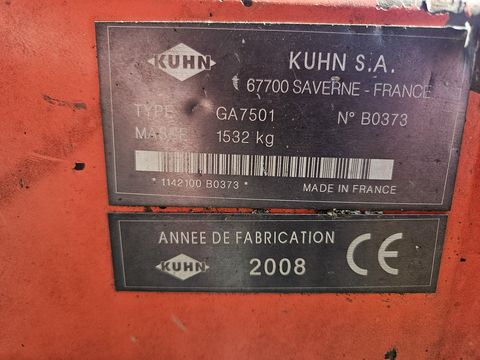 KUHN KUHN S.A.
67700 SAVERNE - FRANCE
TYPE GA7501 N° B0373
MASSE 1532 kg
* 1142100 B0373 * MADE IN FRANCE
ANNEE DE FABRICATION
KUHN 2008 CE